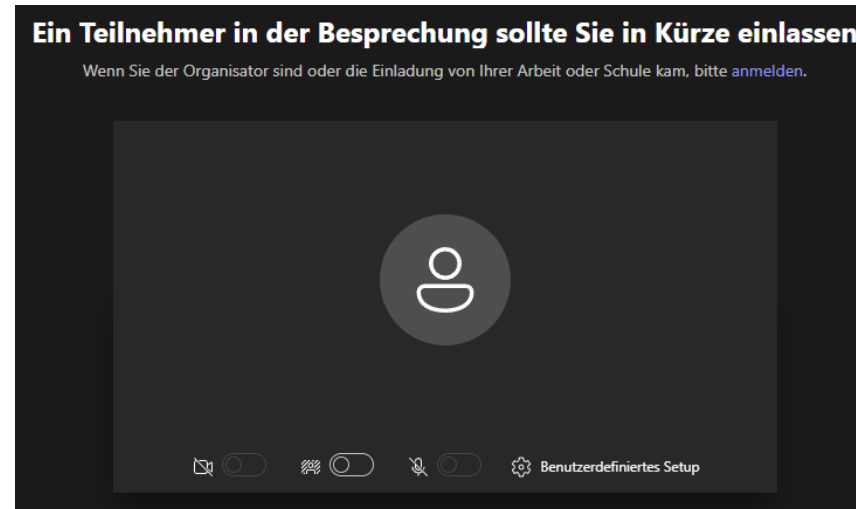 Ein Teilnehmer in der Besprechung sollte Sie in Kürze einlassen
Wenn Sie der Organisator sind oder die Einladung von Ihrer Arbeit oder Schule kam, bitte anmelden.
Benutzerdefiniertes Setup